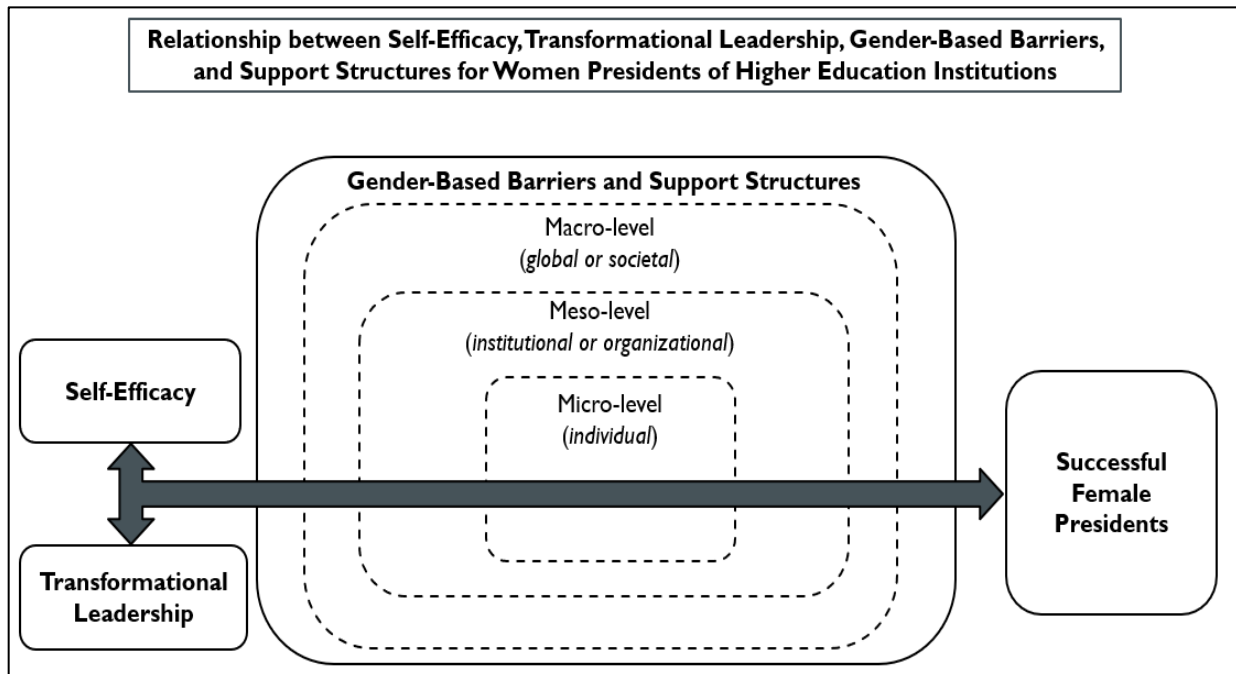 Relationship between Self-Efficacy, Transformational Leadership, Gender-Based Barriers,
and Support Structures for Women Presidents of Higher Education Institutions
Gender-Based Barriers and Support Structures
Macro-level
(global or societal)
Meso-level
(institutional or organizational)
Micro-level
(individual)
Self-Efficacy
Transformational
Leadership
Successful
Female
Presidents